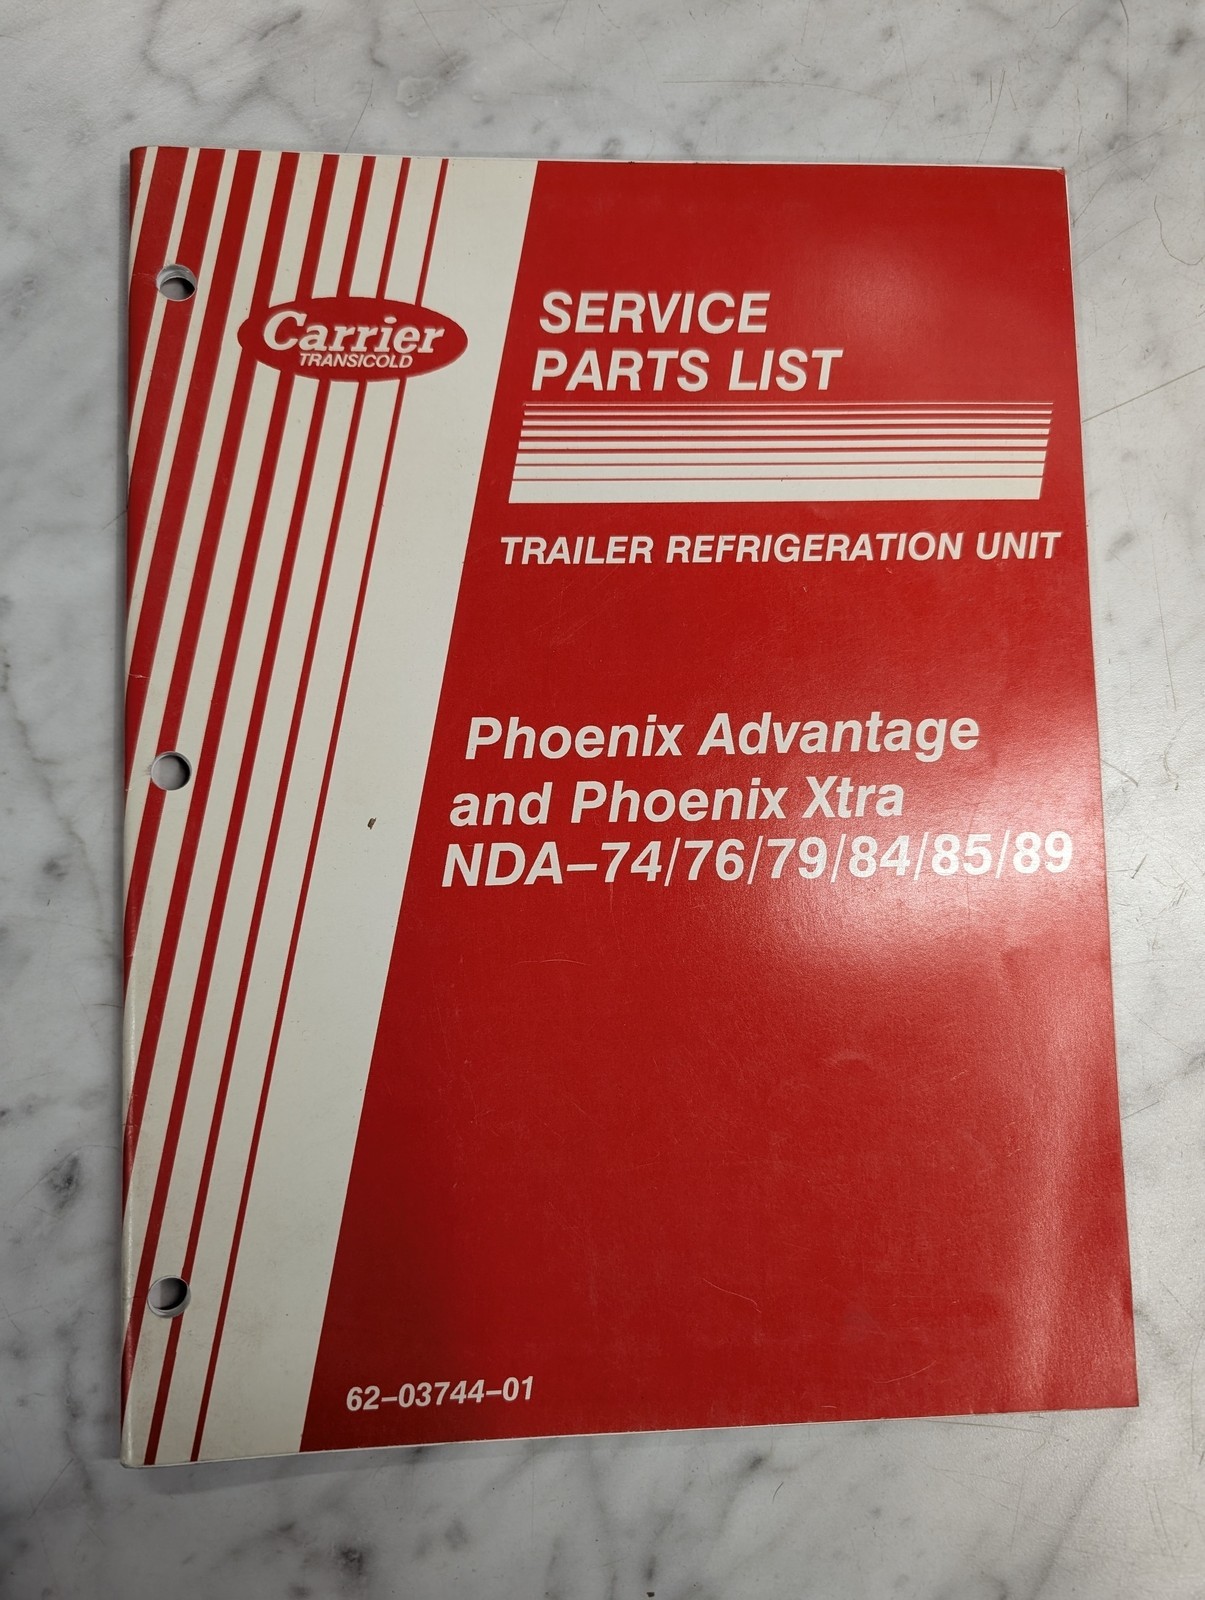 Carrier
TRANSICOLD
SERVICE
PARTS LIST
TRAILER REFRIGERATION UNIT
Phoenix Advantage
and Phoenix Xtra
NDA–74/76/79/84/85/89
62–03744–01